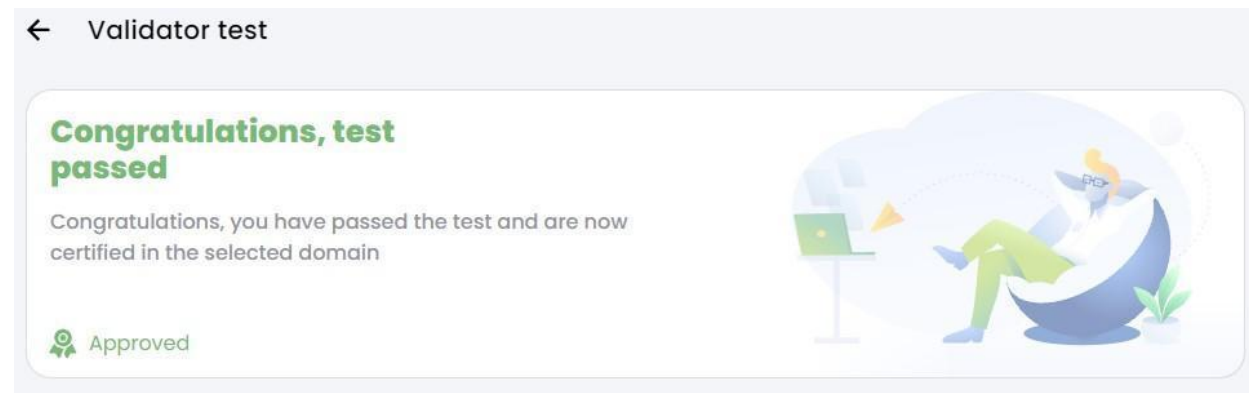 Validator test
Congratulations, test
passed
Congratulations, you have passed the test and are now
certified in the selected domain
Approved